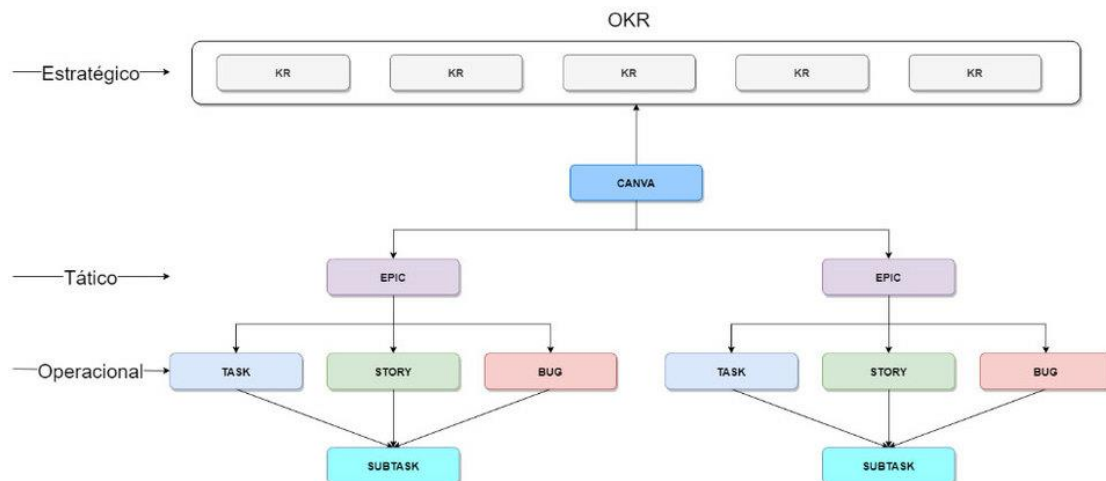 OKR
Estratégico
KR
KR
KR
KR
KR
CANVA
Tático
EPIC
EPIC
Operacional
TASK
STORY
BUG
TASK
STORY
BUG
SUBTASK
SUBTASK